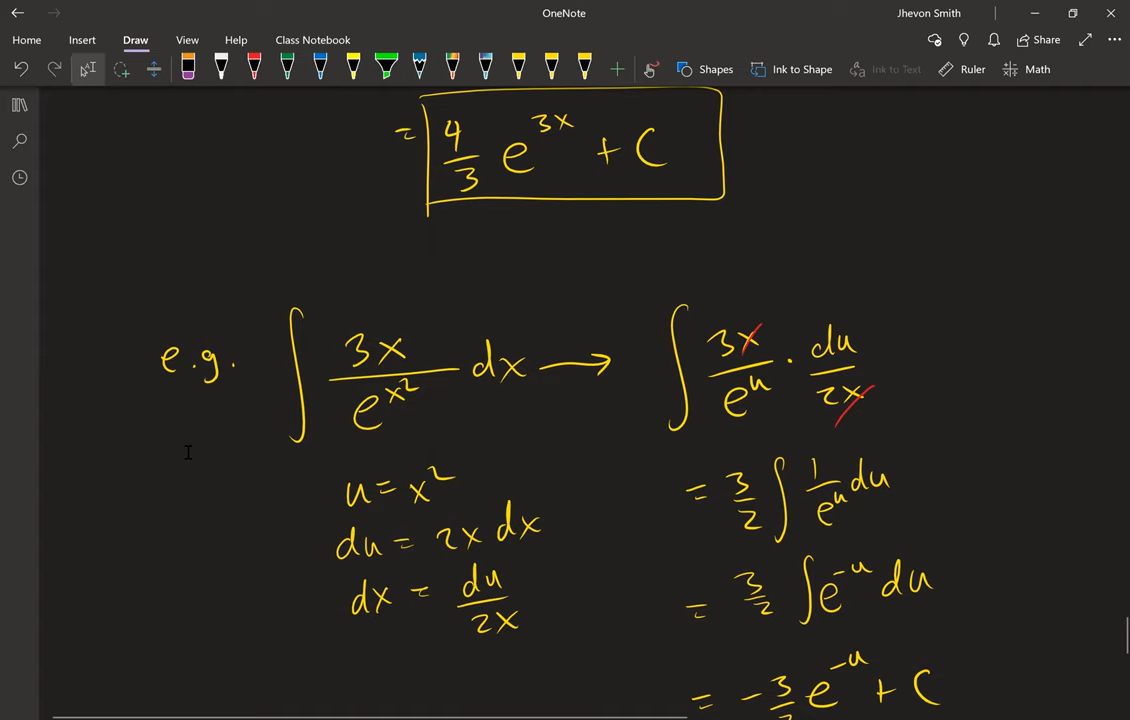 OneNote
Jhevon Smith
Home Insert Draw View Help Class Notebook
Share
Shapes Ink to Shape Ink to Text Ruler Math
= 4/3 e^{3x} + C
e.g. ∫ 3x/e^{x^2} dx → ∫ 3x/e^u · du/2x
u = x^2
du = 2x dx
dx = du/2x
= 3/2 ∫ 1/e^u du
= 3/2 ∫ e^{-u} du
= -3/2 e^{-u} + C